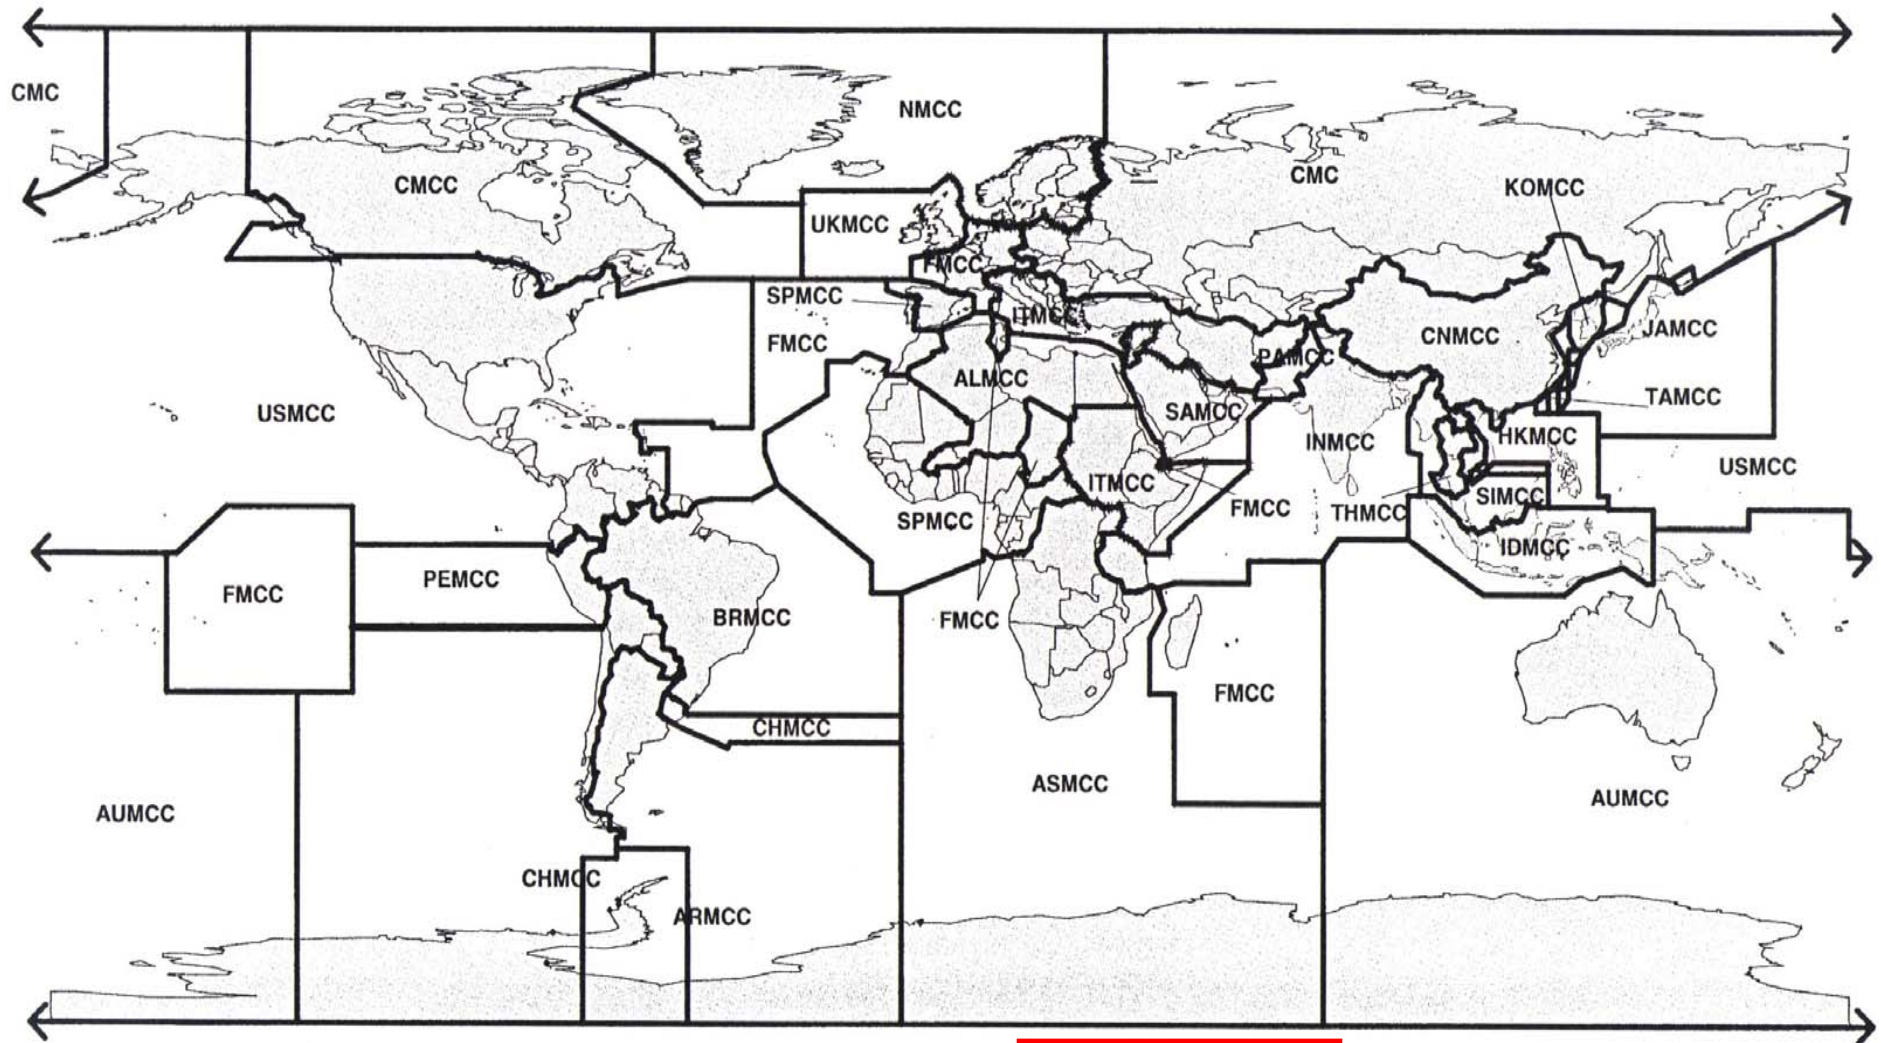 CMC
NMCC
CMCC
CMC
KOMCC
UKMCC
FMCC
SPMCC
ITMCC
JAMCC
CNMCC
FMCC
PAMCC
ALMCC
TAMCC
USMCC
SAMCC
INMCC
HKMCC
USMCC
ITMCC
SIMCC
FMCC
THMCC
SPMCC
IDMCC
PEMCC
FMCC
BRMCC
FMCC
FMCC
CHMCC
ASMCC
AUMCC
AUMCC
CHMCC
ARMCC